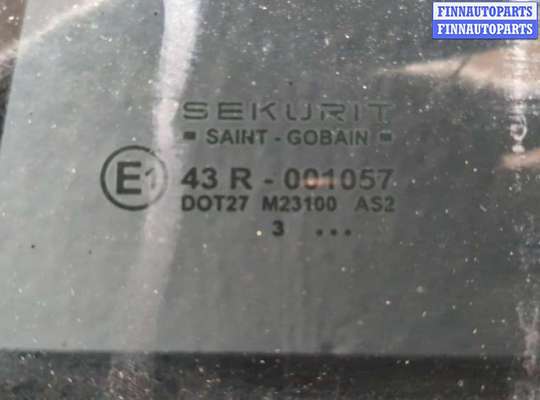 FINNAUTOPARTS
FINNAUTOPARTS
SEKURIT
SAINT - GOBAIN
E1
43 R - 001057
DOT27 M23100 AS2
3 ...